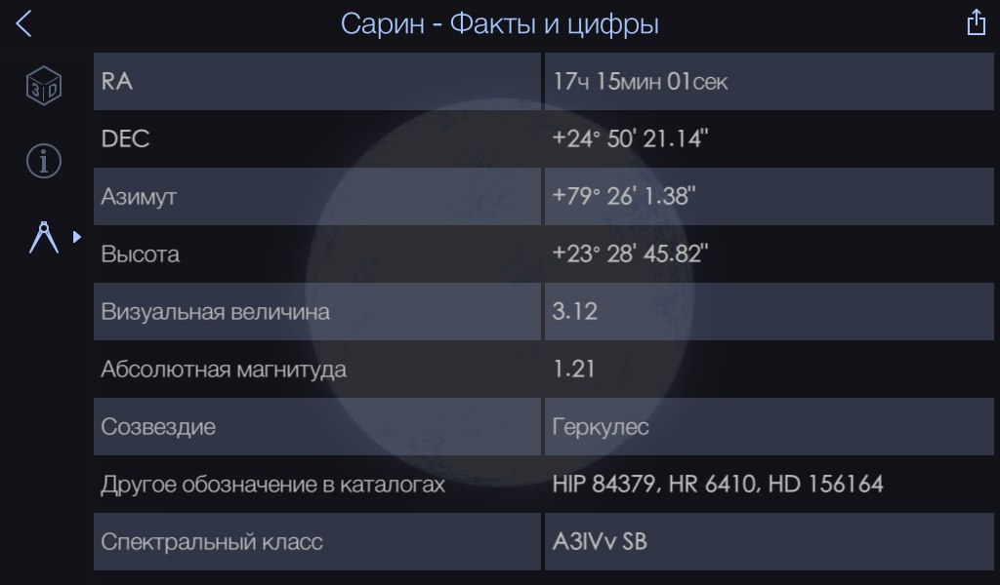 Сарин - Факты и цифры
RA 17ч 15мин 01сек
DEC +24° 50' 21.14"
Азимут +79° 26' 1.38"
Высота +23° 28' 45.82"
Визуальная величина 3.12
Абсолютная магнитуда 1.21
Созвездие Геркулес
Другое обозначение в каталогах HIP 84379, HR 6410, HD 156164
Спектральный класс A3IVv SB
3D
i